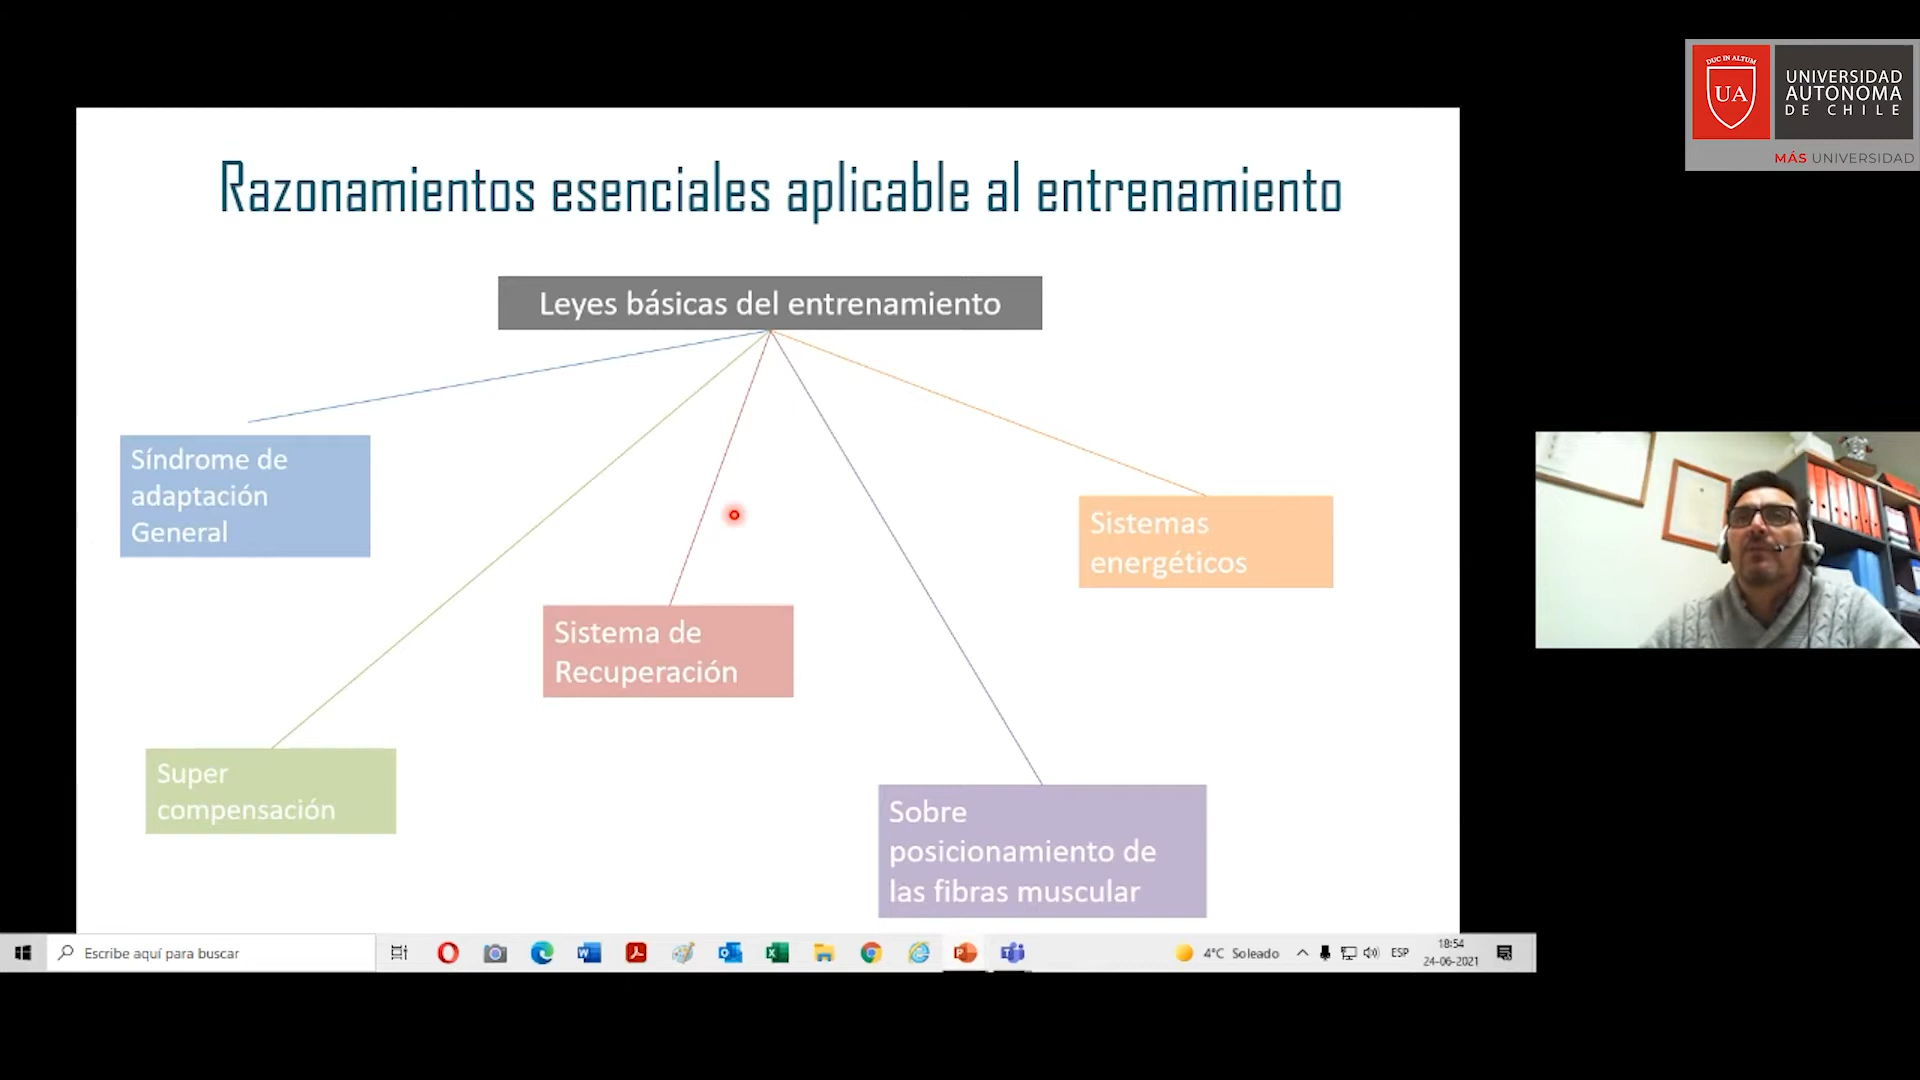 DUC IN ALTUM
UA
UNIVERSIDAD
AUTONOMA
DE CHILE
MÁS UNIVERSIDAD
Razonamientos esenciales aplicable al entrenamiento
Leyes básicas del entrenamiento
Síndrome de
adaptación
General
Sistemas
energéticos
Sistema de
Recuperación
Super
compensación
Sobre
posicionamiento de
las fibras muscular
Escribe aquí para buscar
4°C Soleado
ESP
18:54
24-06-2021